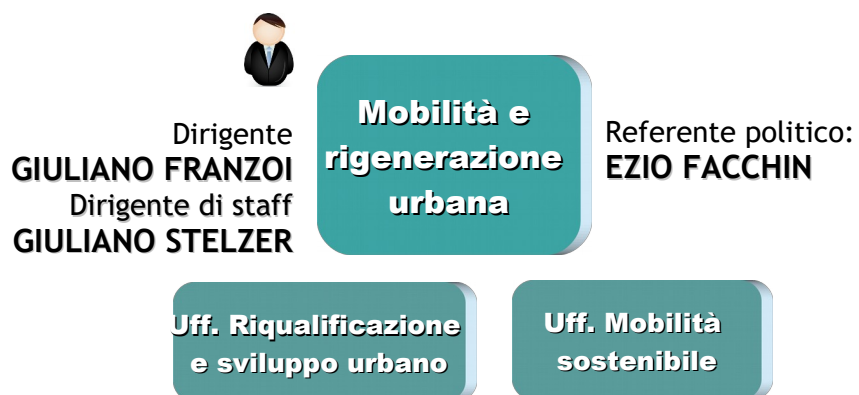 Dirigente
GIULIANO FRANZOI
Dirigente di staff
GIULIANO STELZER
Mobilità e
rigenerazione
urbana
Referente politico:
EZIO FACCHIN
Uff. Riqualificazione
e sviluppo urbano
Uff. Mobilità
sostenibile